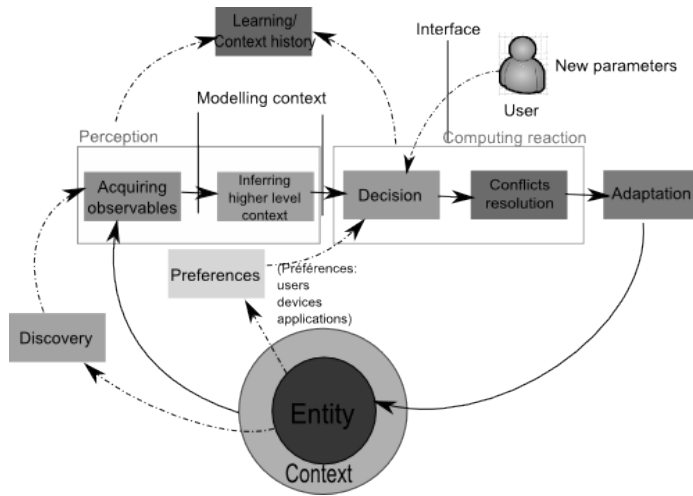 Learning/
Context history
Interface
New parameters
User
Modelling context
Perception
Computing reaction
Acquiring
observables
Inferring
higher level
context
Decision
Conflicts
resolution
Adaptation
Preferences
(Préférences:
users
devices
applications)
Discovery
Entity
Context